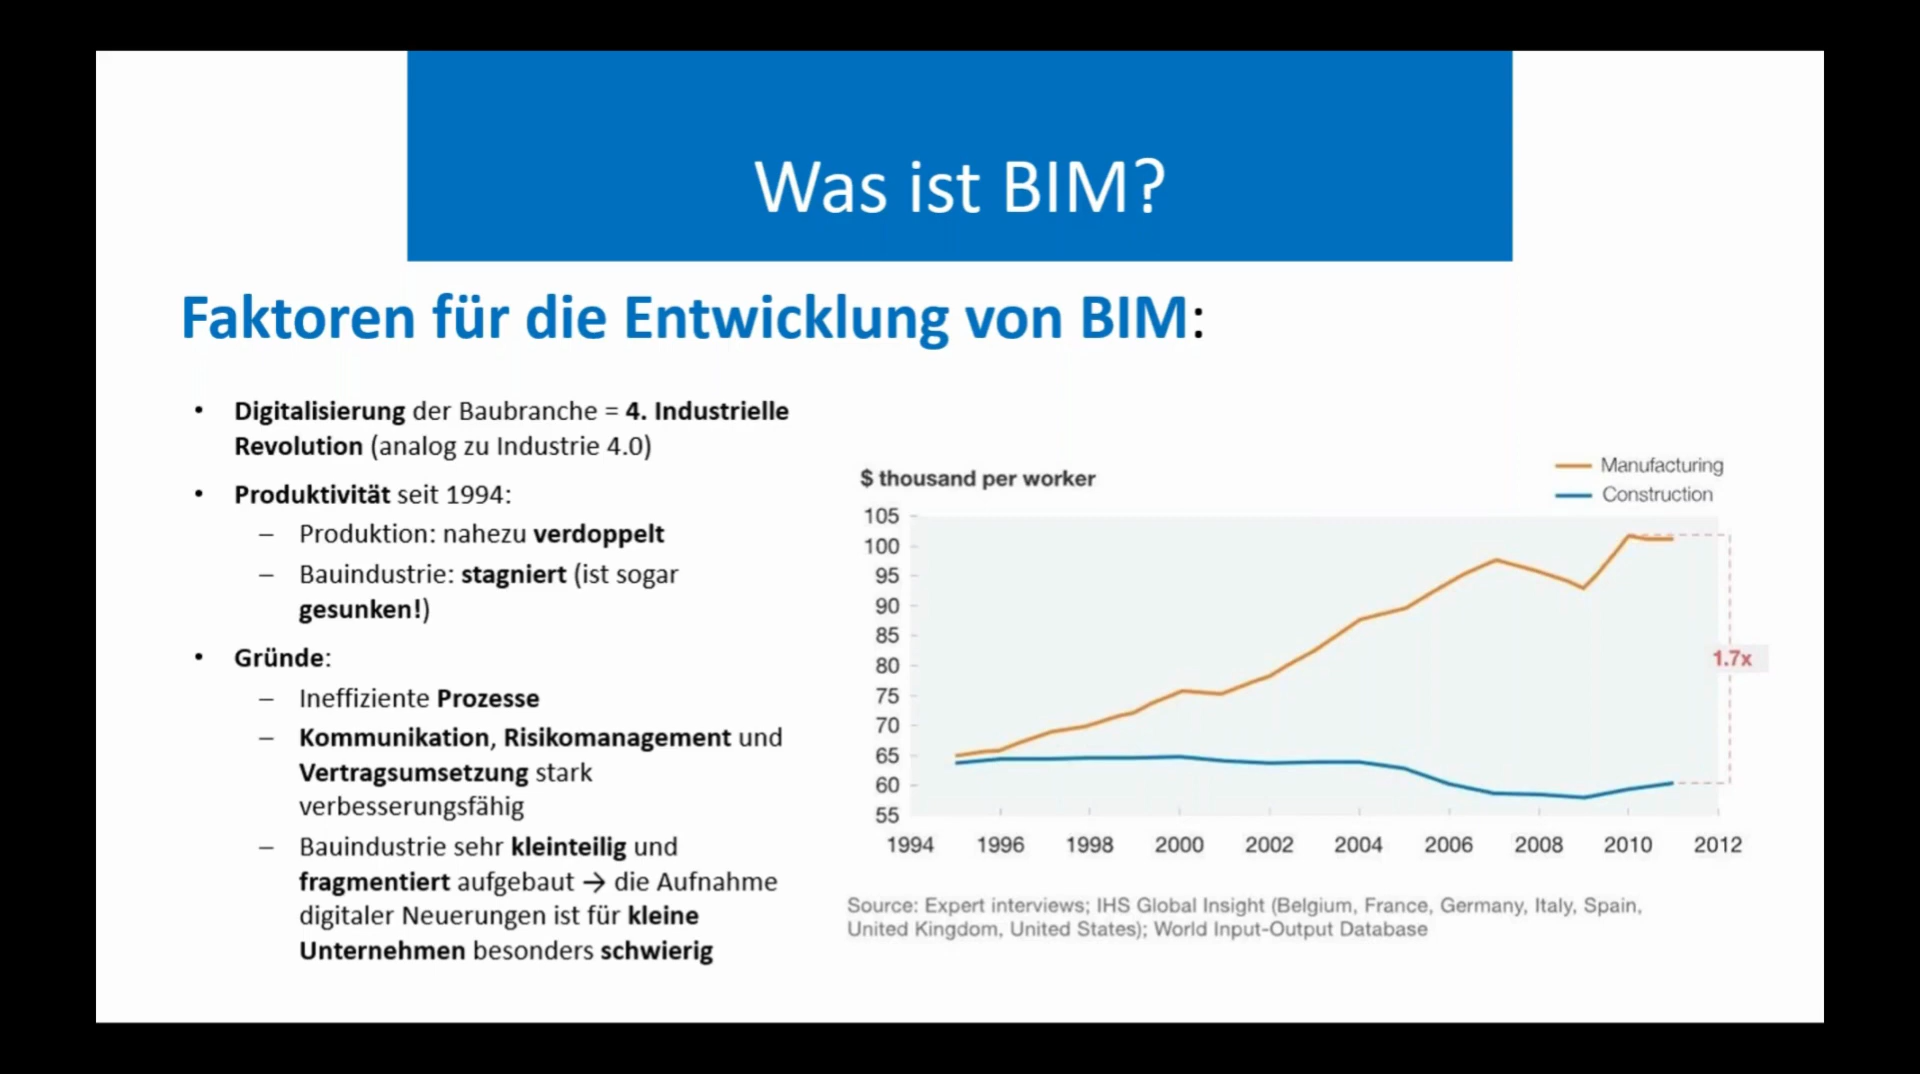 Was ist BIM?
Faktoren für die Entwicklung von BIM:
• Digitalisierung der Baubranche = 4. Industrielle
Revolution (analog zu Industrie 4.0)
• Produktivität seit 1994:
– Produktion: nahezu verdoppelt
– Bauindustrie: stagniert (ist sogar
gesunken!)
• Gründe:
– Ineffiziente Prozesse
– Kommunikation, Risikomanagement und
Vertragsumsetzung stark
verbesserungsfähig
– Bauindustrie sehr kleinteilig und
fragmentiert aufgebaut → die Aufnahme
digitaler Neuerungen ist für kleine
Unternehmen besonders schwierig
$ thousand per worker
Manufacturing
Construction
105
100
95
90
85
80
75
70
65
60
55
1994 1996 1998 2000 2002 2004 2006 2008 2010 2012
1.7x
Source: Expert interviews; IHS Global Insight (Belgium, France, Germany, Italy, Spain,
United Kingdom, United States); World Input-Output Database